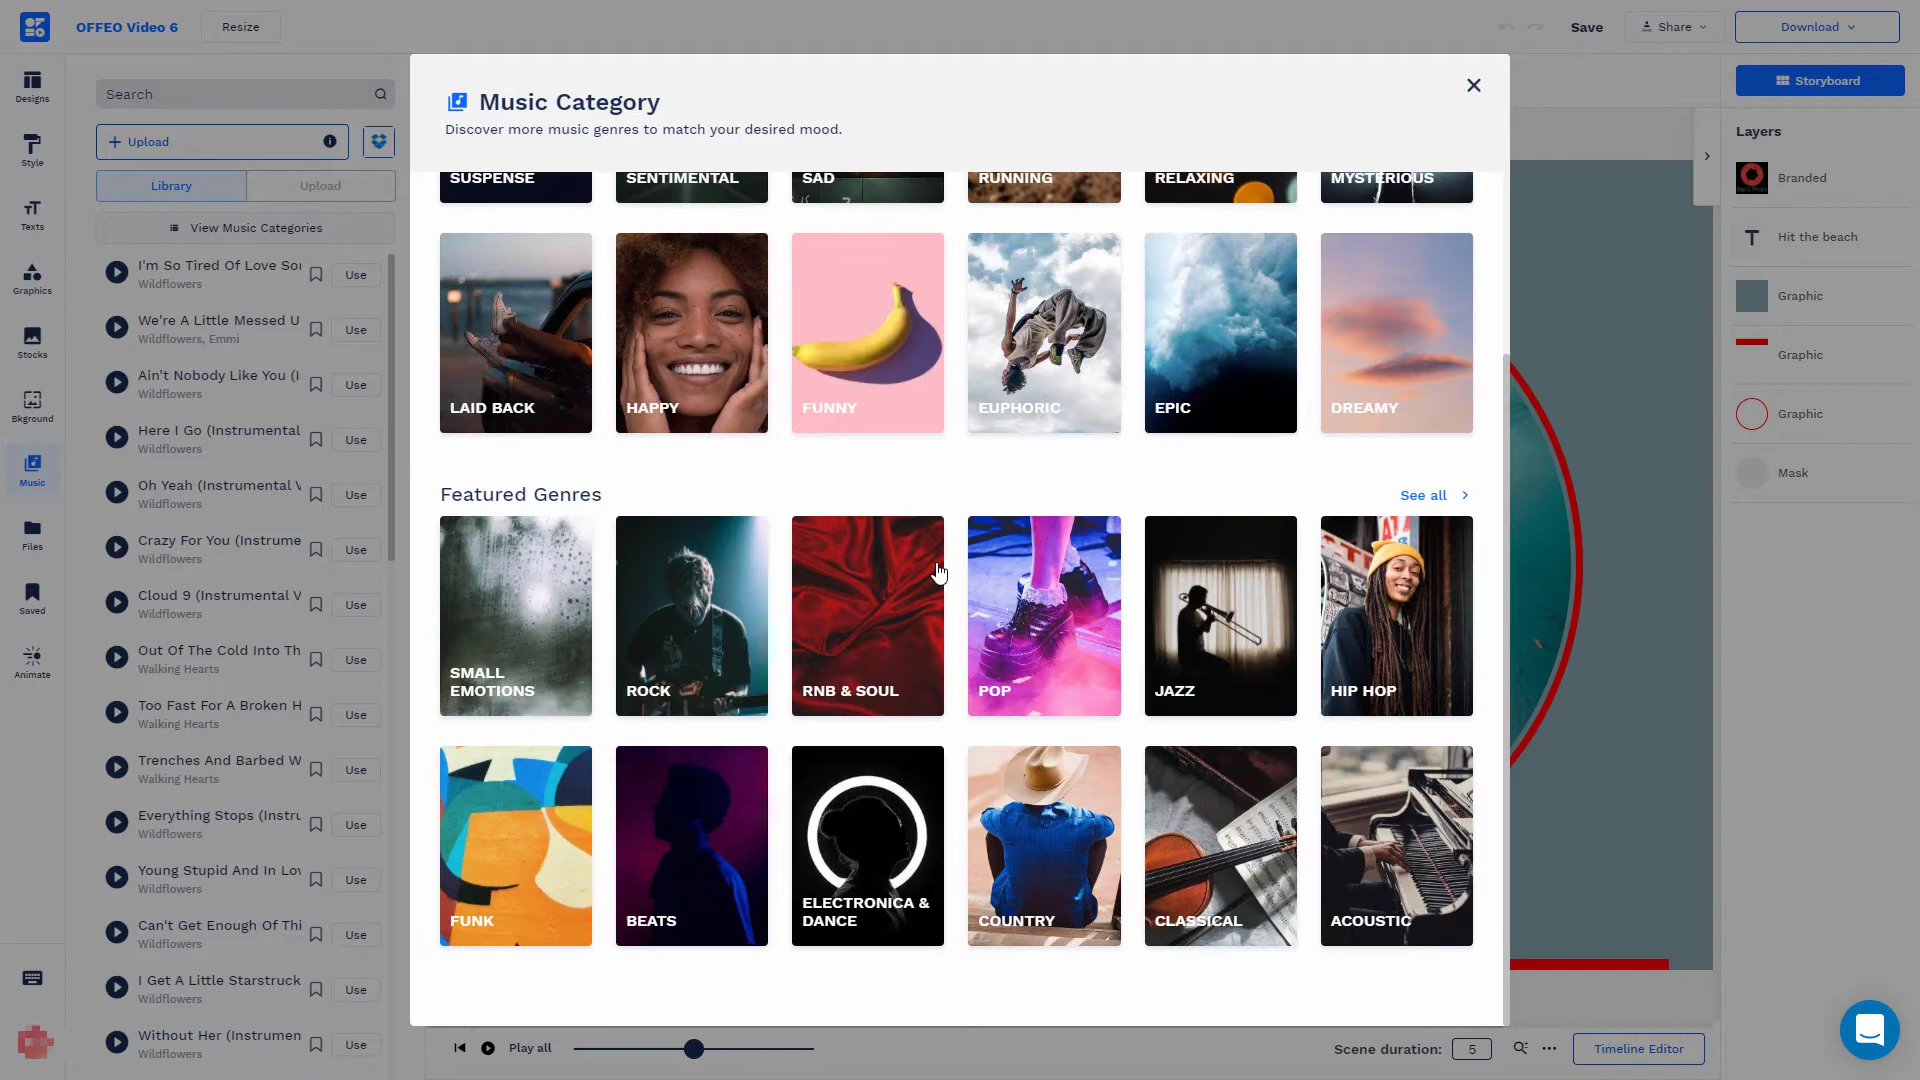 OFFEO Video 6
Resize
Save
Share
Download
Designs
Style
Texts
Graphics
Stocks
Bkground
Music
Files
Saved
Animate
Search
Upload
Library
Upload
View Music Categories
I'm So Tired Of Love Sor
Wildflowers
Use
We're A Little Messed U
Wildflowers, Emmi
Use
Ain't Nobody Like You (I
Wildflowers
Use
Here I Go (Instrumental
Wildflowers
Use
Oh Yeah (Instrumental V
Wildflowers
Use
Crazy For You (Instrume
Wildflowers
Use
Cloud 9 (Instrumental V
Wildflowers
Use
Out Of The Cold Into Th
Walking Hearts
Use
Too Fast For A Broken H
Walking Hearts
Use
Trenches And Barbed W
Walking Hearts
Use
Everything Stops (Instru
Wildflowers
Use
Young Stupid And In Lov
Wildflowers
Use
Can't Get Enough Of Thi
Wildflowers
Use
I Get A Little Starstruck
Wildflowers
Use
Without Her (Instrumen
Wildflowers
Use
Music Category
Discover more music genres to match your desired mood.
SUSPENSE
SENTIMENTAL
SAD
RUNNING
RELAXING
MYSTERIOUS
LAID BACK
HAPPY
FUNNY
EUPHORIC
EPIC
DREAMY
Featured Genres
See all
SMALL
EMOTIONS
ROCK
RNB & SOUL
POP
JAZZ
HIP HOP
FUNK
BEATS
ELECTRONICA &
DANCE
COUNTRY
CLASSICAL
ACOUSTIC
Play all
Scene duration:
5
Timeline Editor
Storyboard
Layers
Branded
Hit the beach
Graphic
Graphic
Graphic
Mask